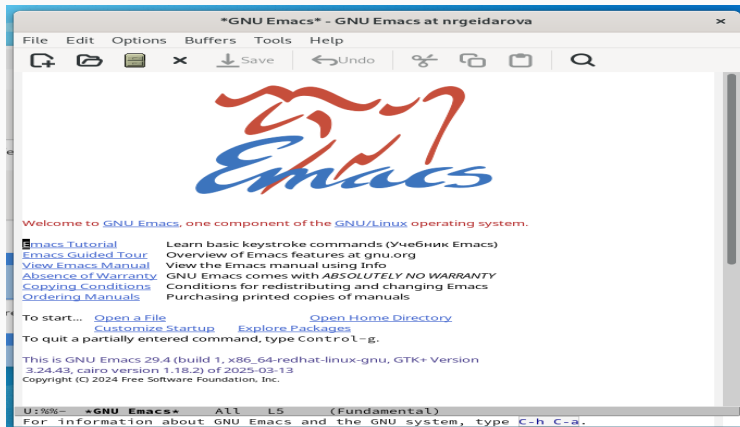 *GNU Emacs* - GNU Emacs at nrgeidarova
File Edit Options Buffers Tools Help
Save Undo
Emacs
Welcome to GNU Emacs, one component of the GNU/Linux operating system.
Emacs Tutorial Learn basic keystroke commands (Учебник Emacs)
Emacs Guided Tour Overview of Emacs features at gnu.org
View Emacs Manual View the Emacs manual using Info
Absence of Warranty GNU Emacs comes with ABSOLUTELY NO WARRANTY
Copying Conditions Conditions for redistributing and changing Emacs
Ordering Manuals Purchasing printed copies of manuals
To start... Open a File Open Home Directory
Customize Startup Explore Packages
To quit a partially entered command, type Control-g.
This is GNU Emacs 29.4 (build 1, x86_64-redhat-linux-gnu, GTK+ Version
3.24.43, cairo version 1.18.2) of 2025-03-13
Copyright (C) 2024 Free Software Foundation, Inc.
U:%%- *GNU Emacs* All L5 (Fundamental)
For information about GNU Emacs and the GNU system, type C-h C-a.